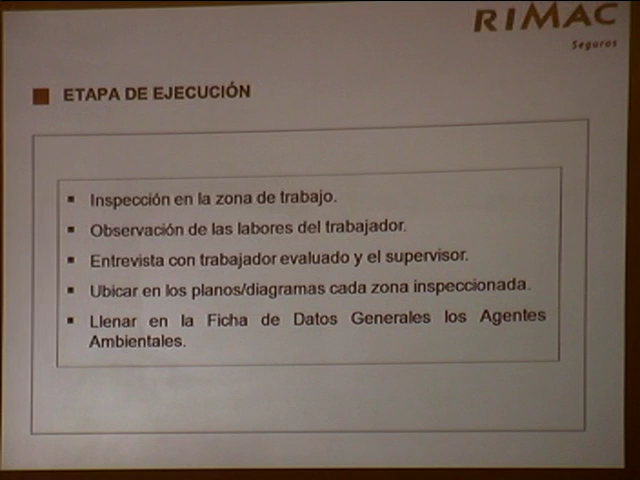 RIMAC
Seguros
ETAPA DE EJECUCIÓN
Inspección en la zona de trabajo.
Observación de las labores del trabajador.
Entrevista con trabajador evaluado y el supervisor.
Ubicar en los planos/diagramas cada zona inspeccionada.
Llenar en la Ficha de Datos Generales los Agentes
Ambientales.